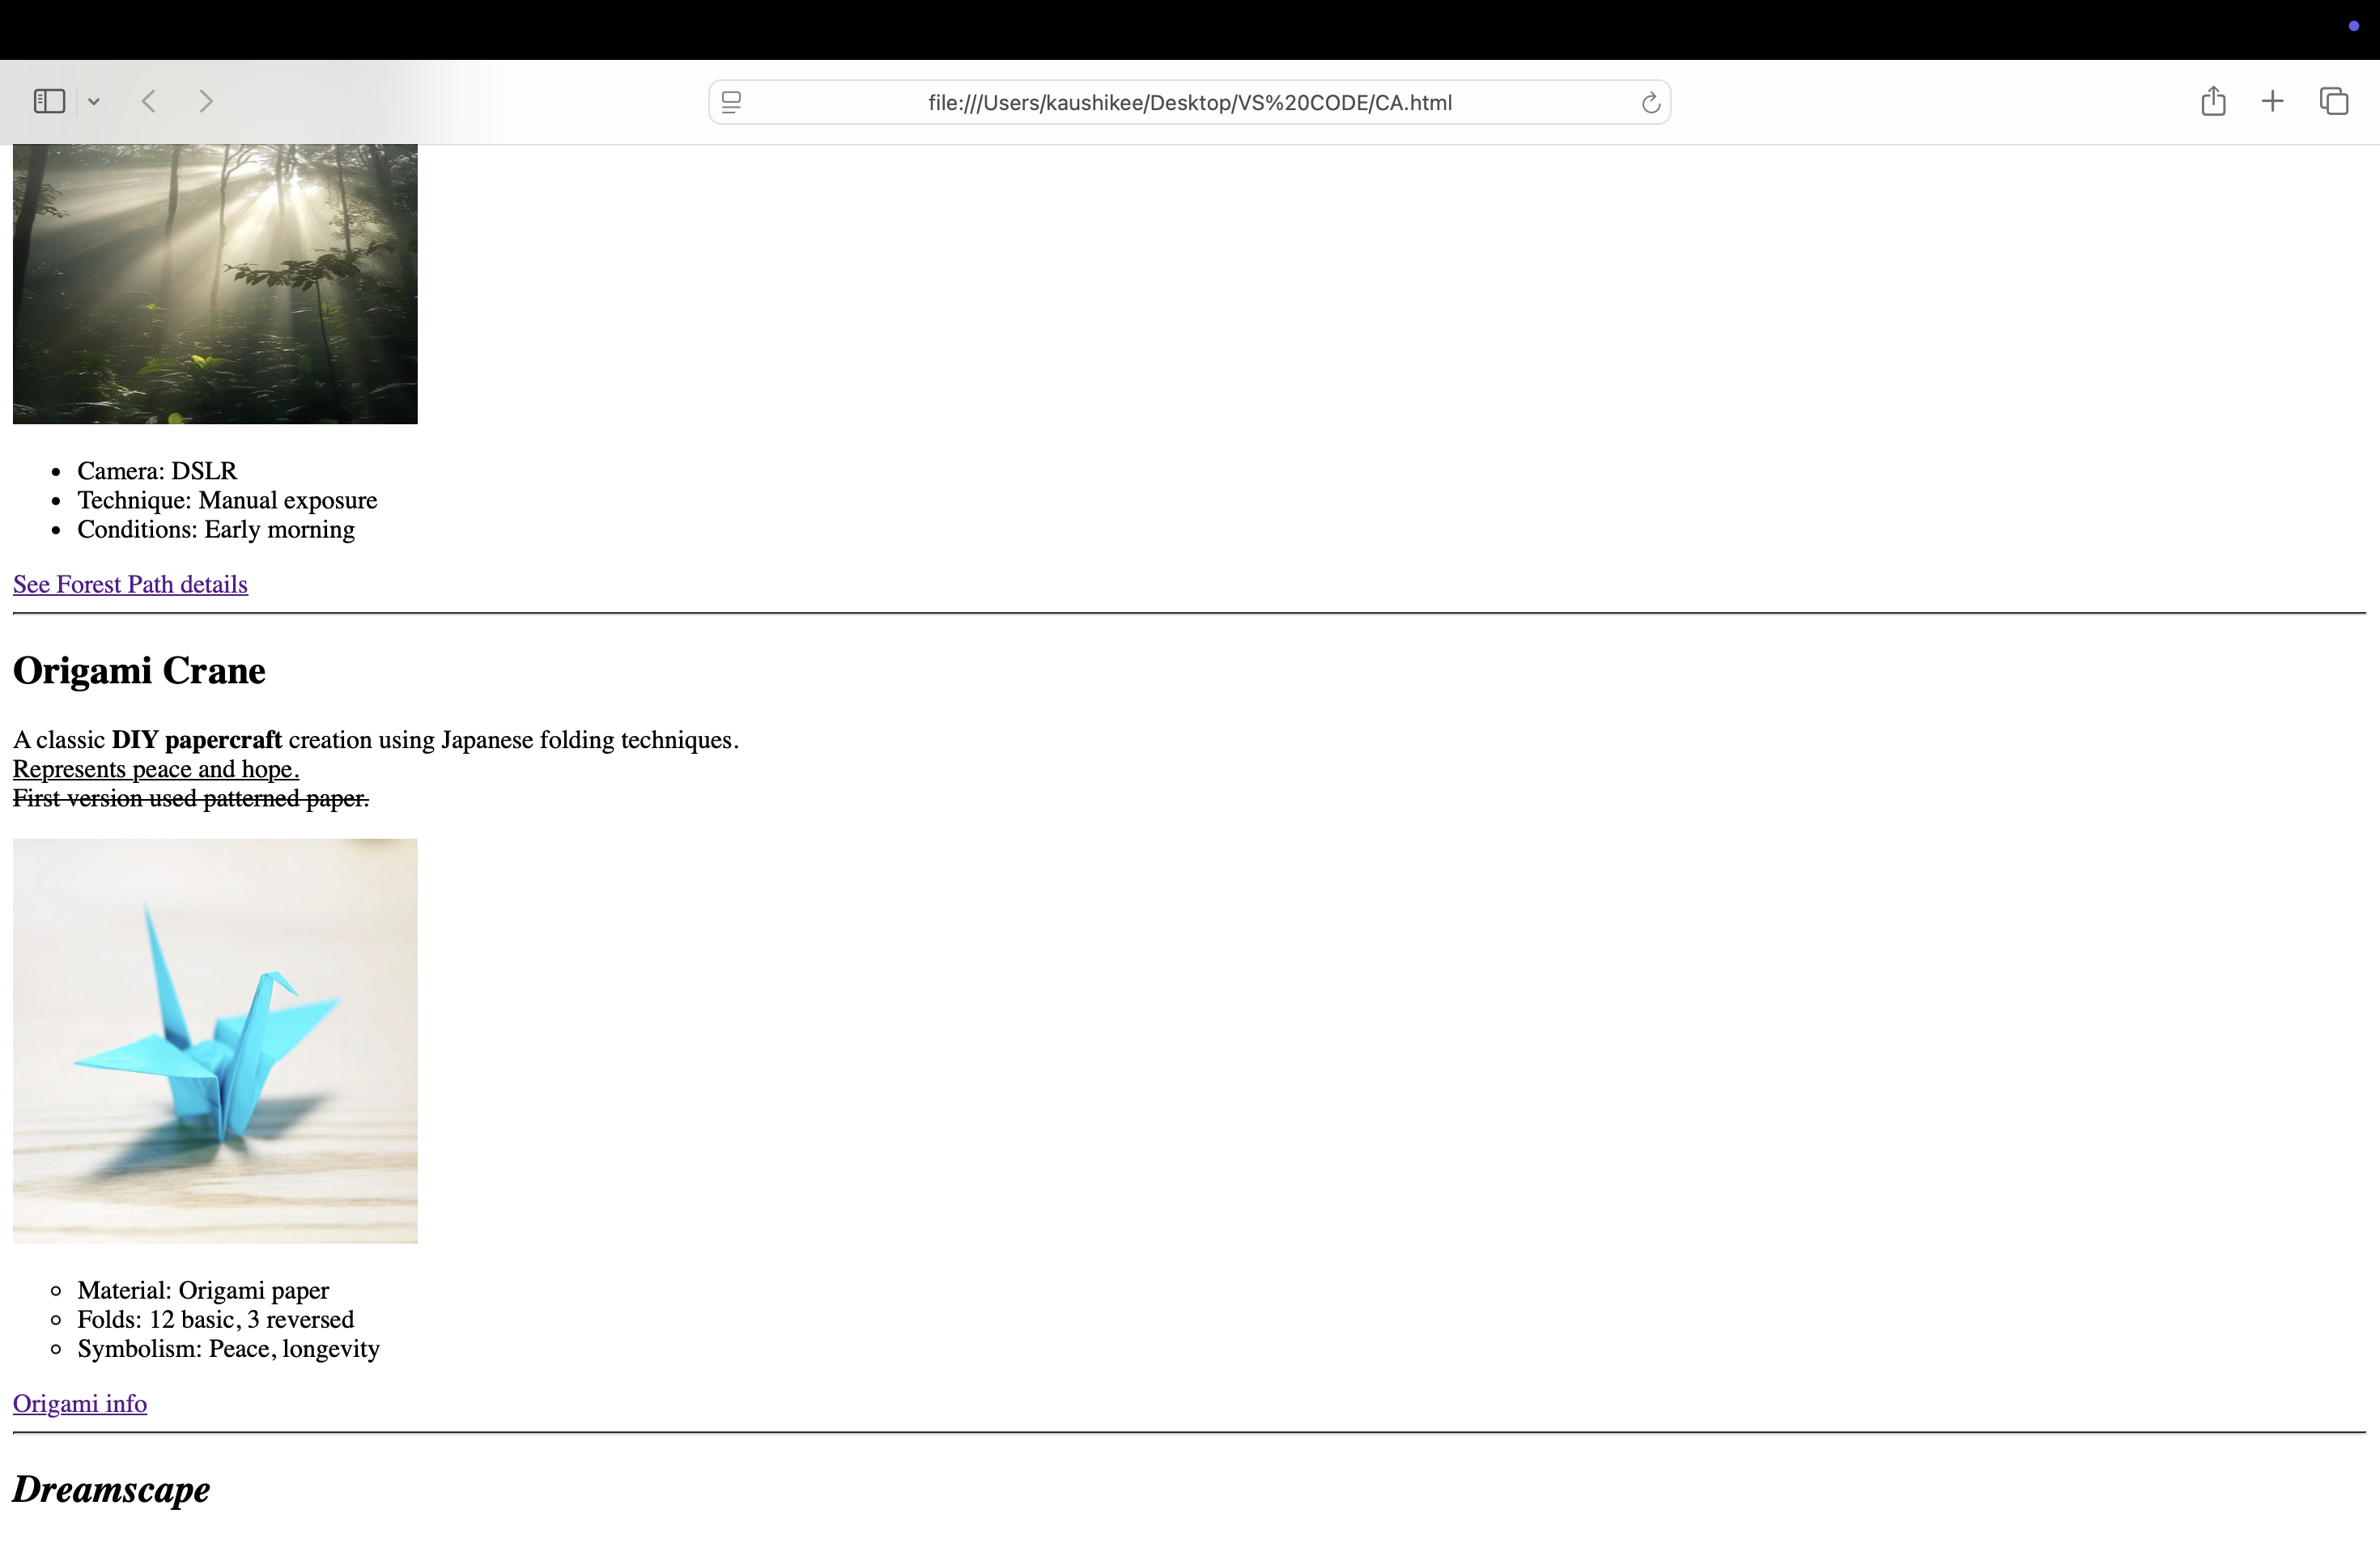 file:///Users/kaushikee/Desktop/VS%20CODE/CA.html
Camera: DSLR
Technique: Manual exposure
Conditions: Early morning
See Forest Path details
Origami Crane
A classic DIY papercraft creation using Japanese folding techniques.
Represents peace and hope.
First version used patterned paper.
Material: Origami paper
Folds: 12 basic, 3 reversed
Symbolism: Peace, longevity
Origami info
Dreamscape